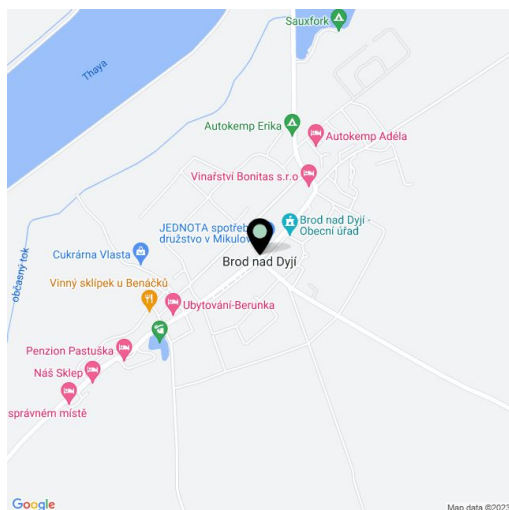 Sauxfork
Thaya
Autokemp Erika
Autokemp Adéla
Vinařství Bonitas s.r.o
JEDNOTA spotřeb
družstvo v Mikulov
Brod nad Dyjí -
Obecní úřad
Cukrárna Vlasta
Brod nad Dyjí
občasný tok
Vinný sklípek u Benáčků
Ubytování-Berunka
Penzion Pastuška
Náš Sklep
správném místě
Google
Map data ©2023